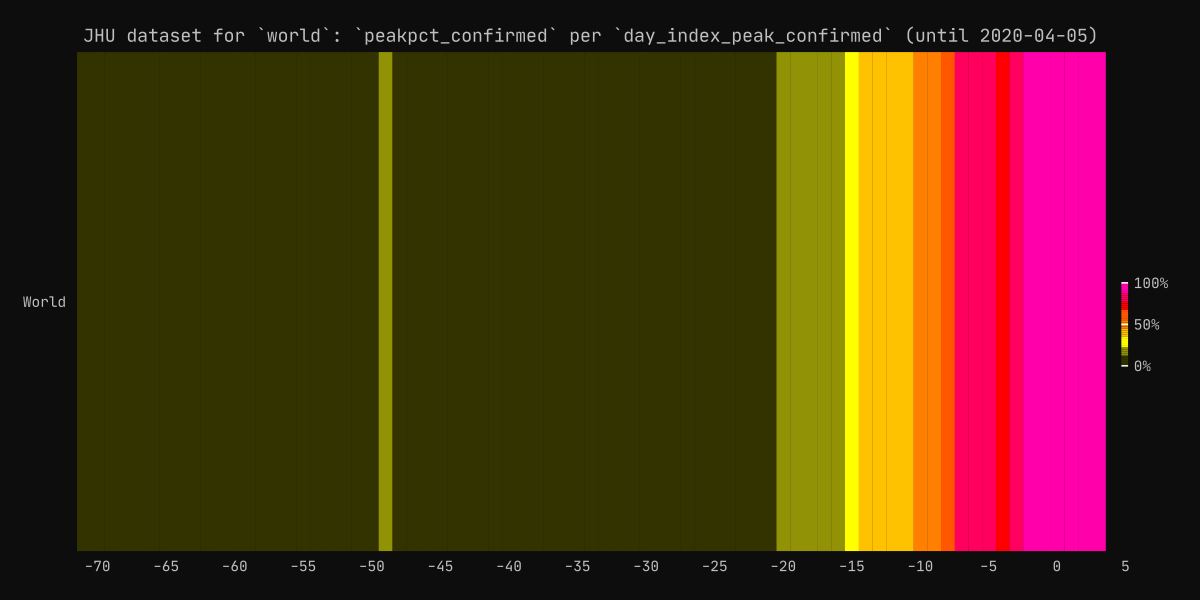 JHU dataset for `world`: `peakpct_confirmed` per `day_index_peak_confirmed` (until 2020-04-05)
World
100%
50%
0%
-70 -65 -60 -55 -50 -45 -40 -35 -30 -25 -20 -15 -10 -5 0 5